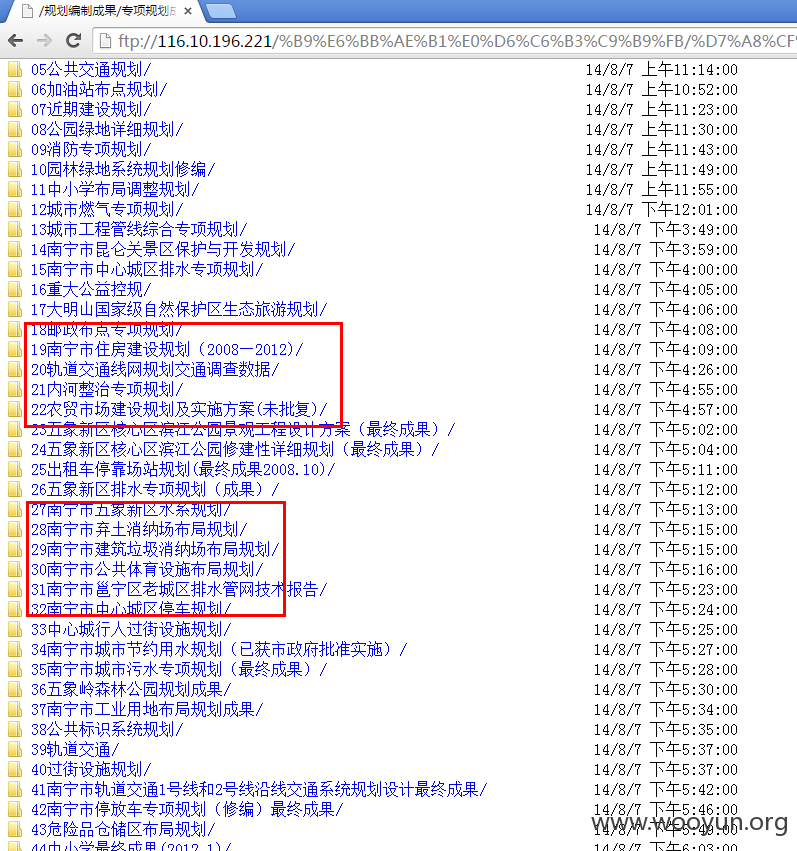 /规划编制成果/专项规划成
ftp://116.10.196.221/%B9%E6%BB%AE%B1%E0%D6%C6%B3%C9%B9%FB/%D7%A8%CF
05公共交通规划/ 14/8/7 上午11:14:00
06加油站布点规划/ 14/8/7 上午10:52:00
07近期建设规划/ 14/8/7 上午11:23:00
08公园绿地详细规划/ 14/8/7 上午11:30:00
09消防专项规划/ 14/8/7 上午11:43:00
10园林绿地系统规划修编/ 14/8/7 上午11:49:00
11中小学布局调整规划/ 14/8/7 上午11:55:00
12城市燃气专项规划/ 14/8/7 下午12:01:00
13城市工程管线综合专项规划/ 14/8/7 下午3:49:00
14南宁市昆仑关景区保护与开发规划/ 14/8/7 下午3:59:00
15南宁市中心城区排水专项规划/ 14/8/7 下午4:00:00
16重大公益控规/ 14/8/7 下午4:05:00
17大明山国家级自然保护区生态旅游规划/ 14/8/7 下午4:06:00
18邮政布点专项规划/ 14/8/7 下午4:08:00
19南宁市住房建设规划（2008一2012)/ 14/8/7 下午4:09:00
20轨道交通线网规划交通调查数据/ 14/8/7 下午4:26:00
21内河整治专项规划/ 14/8/7 下午4:55:00
22农贸市场建设规划及实施方案(未批复)/ 14/8/7 下午4:57:00
23五象新区核心区滨江公园景观工程设计方案（最终成果）/ 14/8/7 下午5:02:00
24五象新区核心区滨江公园修建性详细规划（最终成果）/ 14/8/7 下午5:04:00
25出租车停靠场站规划(最终成果2008.10)/ 14/8/7 下午5:11:00
26五象新区排水专项规划（成果）/ 14/8/7 下午5:12:00
27南宁市五象新区水系规划/ 14/8/7 下午5:13:00
28南宁市弃土消纳场布局规划/ 14/8/7 下午5:15:00
29南宁市建筑垃圾消纳场布局规划/ 14/8/7 下午5:15:00
30南宁市公共体育设施布局规划/ 14/8/7 下午5:16:00
31南宁市邕宁区老城区排水管网技术报告/ 14/8/7 下午5:23:00
32南宁市中心城区停车规划/ 14/8/7 下午5:24:00
33中心城行人过街设施规划/ 14/8/7 下午5:25:00
34南宁市城市节约用水规划（已获市政府批准实施）/ 14/8/7 下午5:27:00
35南宁市城市污水专项规划（最终成果）/ 14/8/7 下午5:28:00
36五象岭森林公园规划成果/ 14/8/7 下午5:30:00
37南宁市工业用地布局规划成果/ 14/8/7 下午5:34:00
38公共标识系统规划/ 14/8/7 下午5:35:00
39轨道交通/ 14/8/7 下午5:37:00
40过街设施规划/ 14/8/7 下午5:37:00
41南宁市轨道交通1号线和2号线沿线交通系统规划设计最终成果/ 14/8/7 下午5:42:00
42南宁市停放车专项规划（修编）最终成果/ 14/8/7 下午5:46:00
43危险品仓储区布局规划/ 14/8/7 下午5:49:00
www.wooyun.org
44中小学最终成果(2012.1)/ 14/8/7 下午6:03:00